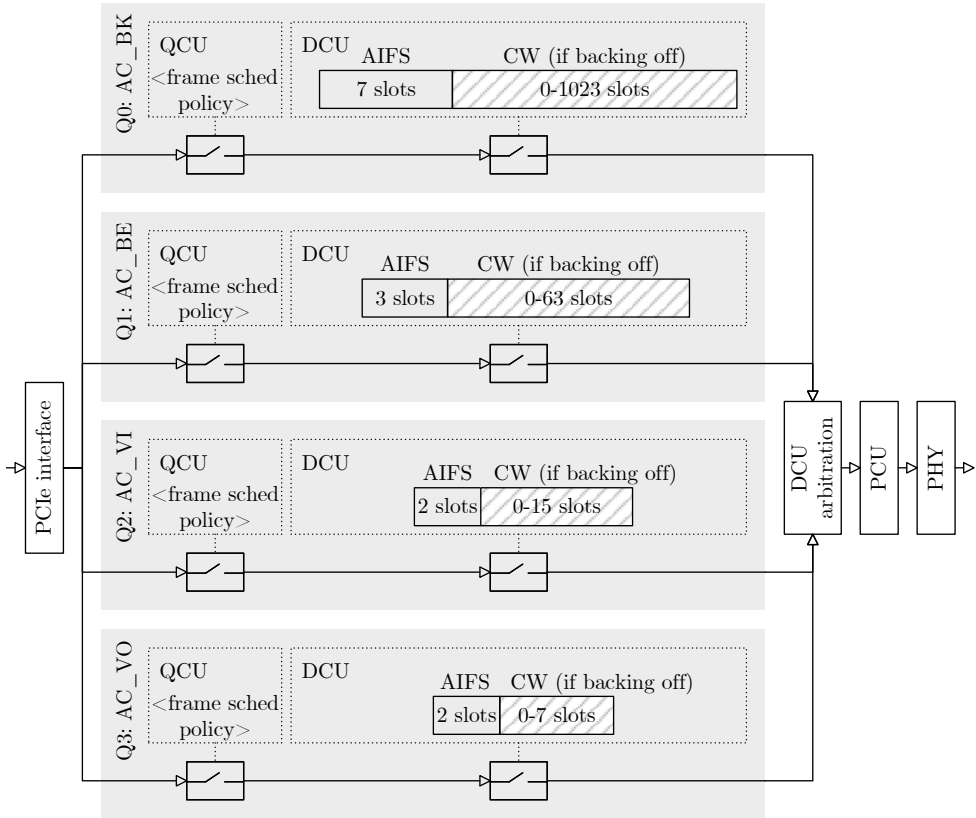 Q0: AC_BK
QCU
<frame sched
policy>
DCU
AIFS
CW (if backing off)
7 slots
0-1023 slots
Q1: AC_BE
QCU
<frame sched
policy>
DCU
AIFS
CW (if backing off)
3 slots
0-63 slots
PCIe interface
Q2: AC_VI
QCU
<frame sched
policy>
DCU
AIFS
CW (if backing off)
2 slots
0-15 slots
DCU
arbitration
PCU
PHY
Q3: AC_VO
QCU
<frame sched
policy>
DCU
AIFS
CW (if backing off)
2 slots
0-7 slots